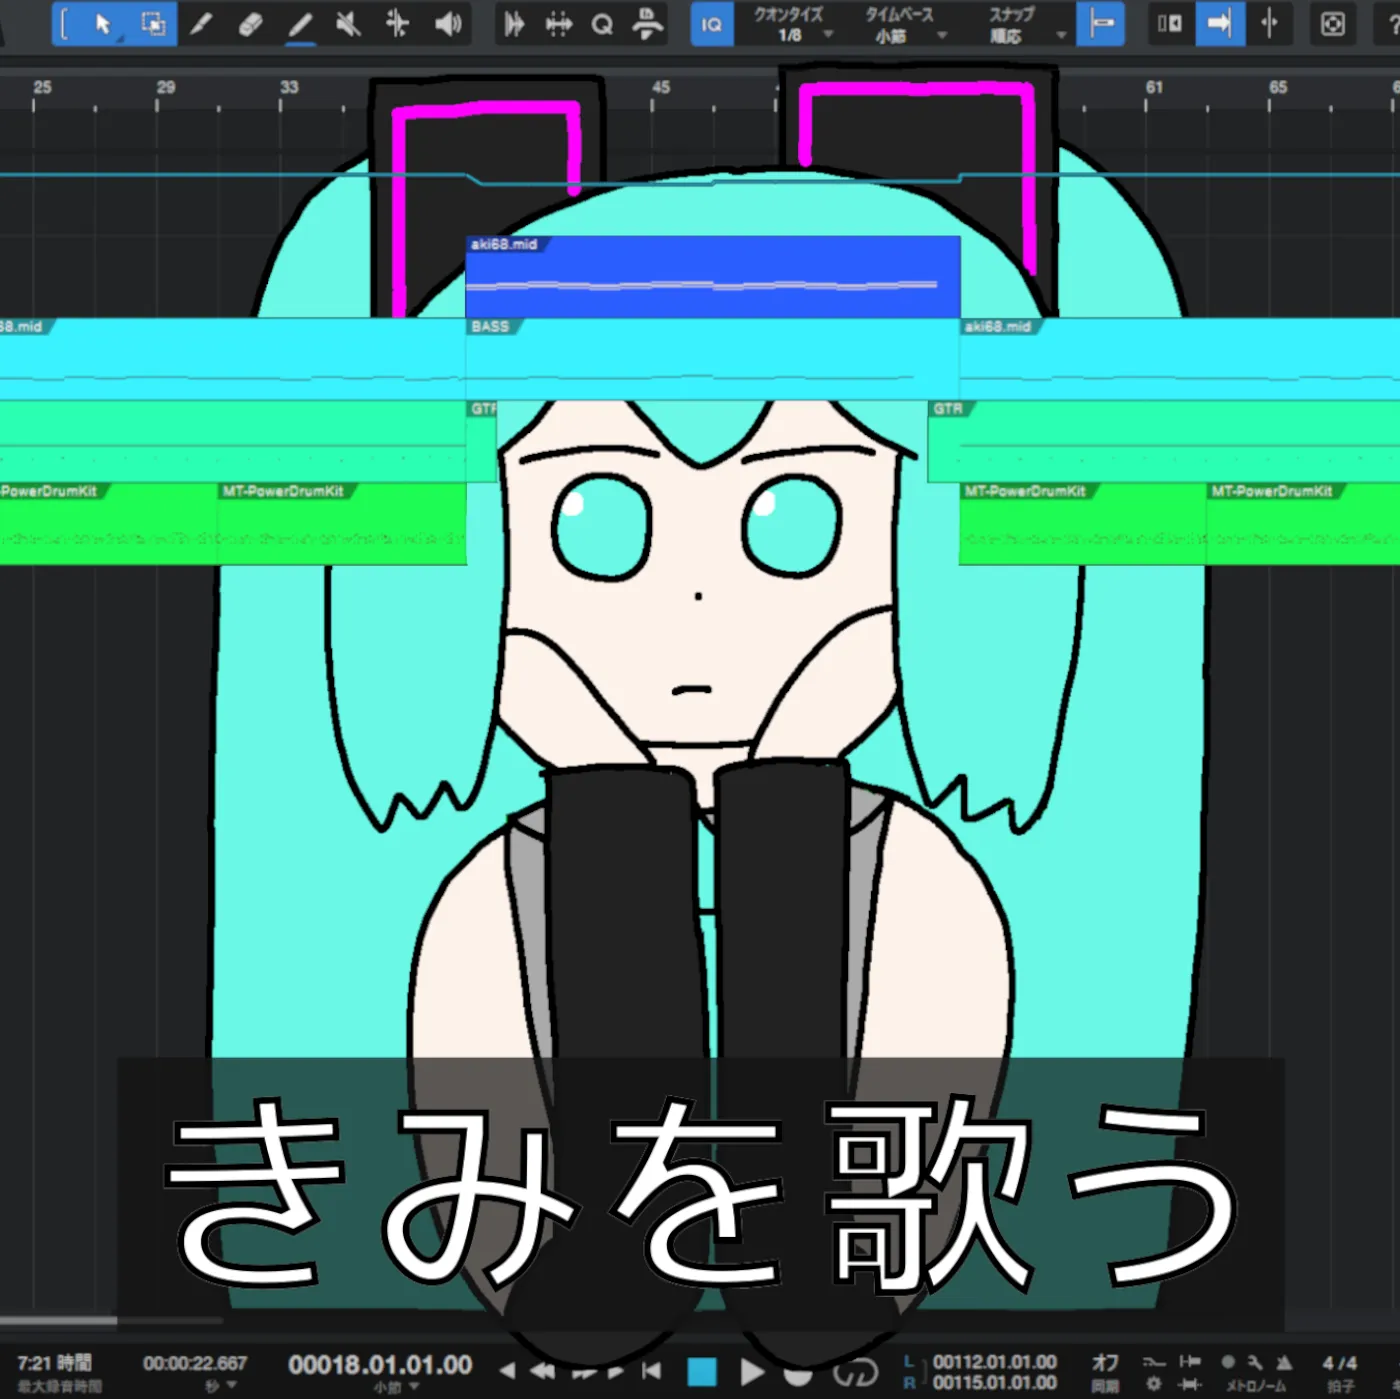 IQ
クオンタイズ タイムベース スナップ
1/8 小節 順応
25 29 33 45 61 65
aki68.mid
68.mid BASS aki68.mid
GTR GTR
-PowerDrumKit MT-PowerDrumKit MT-PowerDrumKit MT-PowerDrumKit
きみを歌う
7:21 時間 00:00:22.667 00018.01.01.00 L 00112.01.01.00 オフ 4 / 4
最大録音時間 秒 小節 R 00115.01.01.00 同期 メトロノーム 拍子